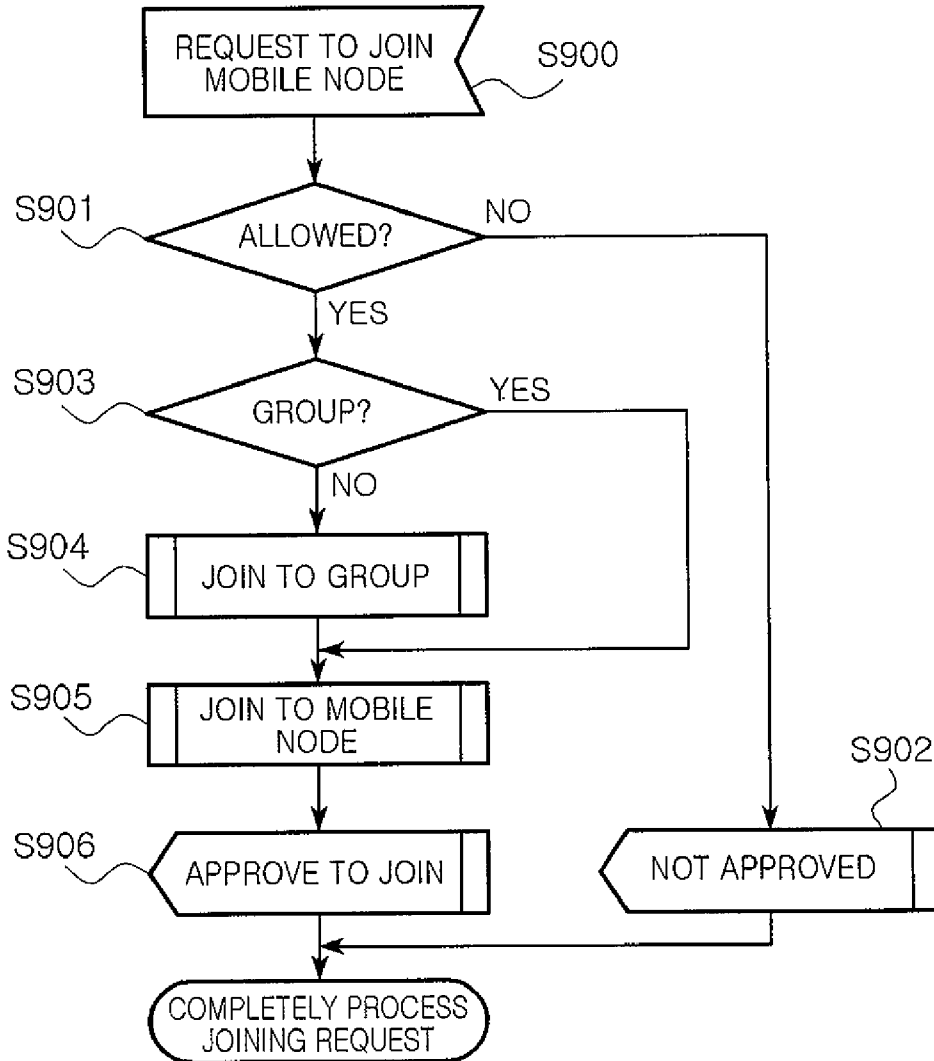 REQUEST TO JOIN
MOBILE NODE
S900
S901
ALLOWED?
NO
YES
S903
GROUP?
YES
NO
S904
JOIN TO GROUP
S905
JOIN TO MOBILE
NODE
S902
S906
APPROVE TO JOIN
NOT APPROVED
COMPLETELY PROCESS
JOINING REQUEST